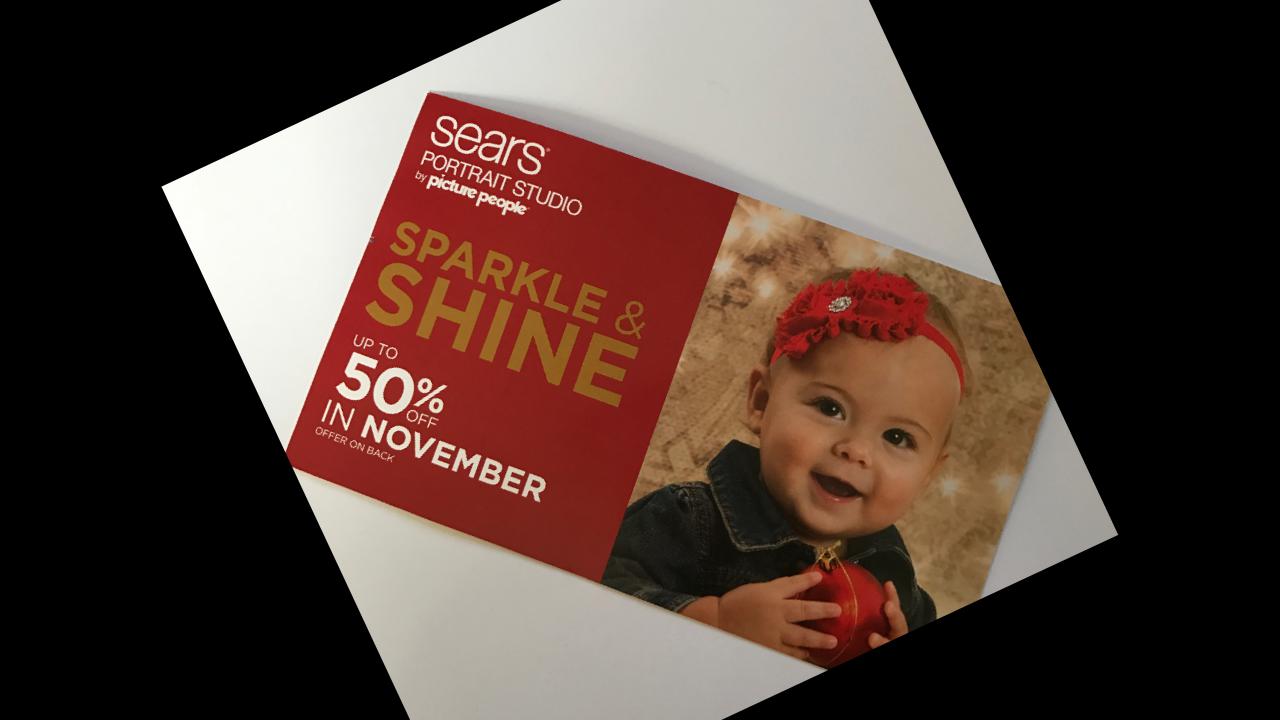 sears®
PORTRAIT STUDIO
by picture people
SPARKLE &
SHINE
UP TO
50%
OFF
IN NOVEMBER
OFFER ON BACK